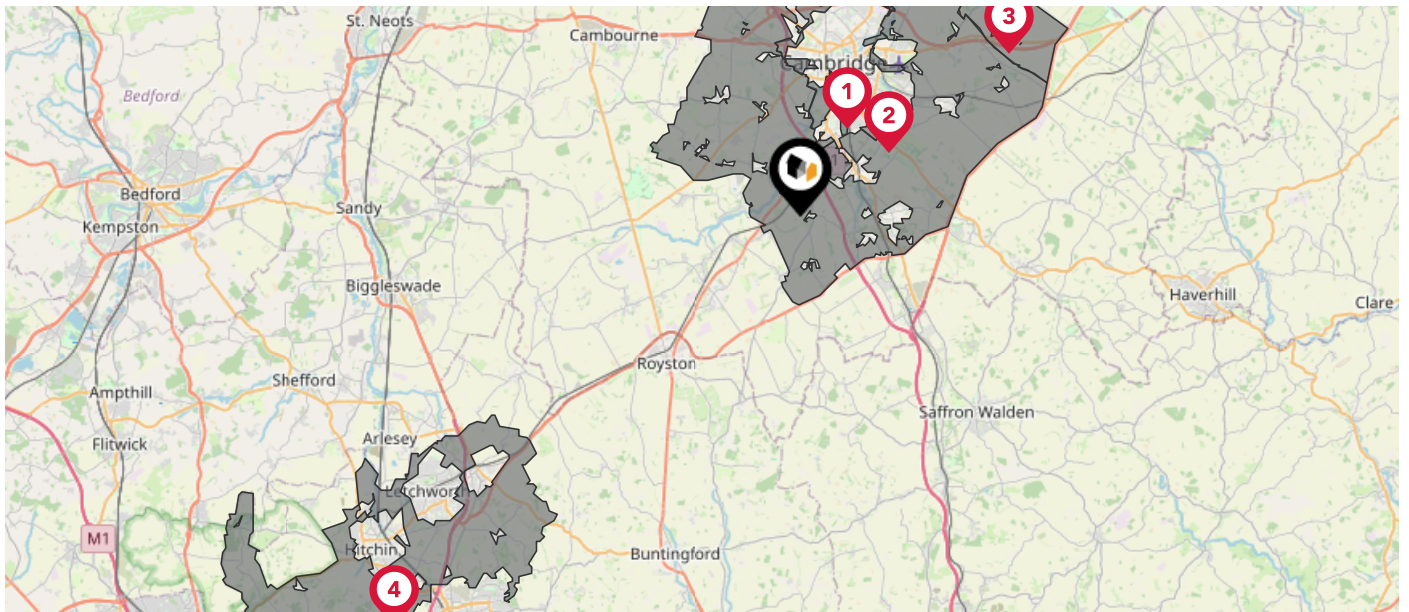 St. Neots
3
Cambourne
Cambridge
Bedford
1
2
Bedford
Sandy
Kempston
Biggleswade
Haverhill
Clare
Royston
Shefford
Ampthill
Saffron Walden
Arlesey
Flitwick
Letchworth
M1
Hitchin
Buntingford
4